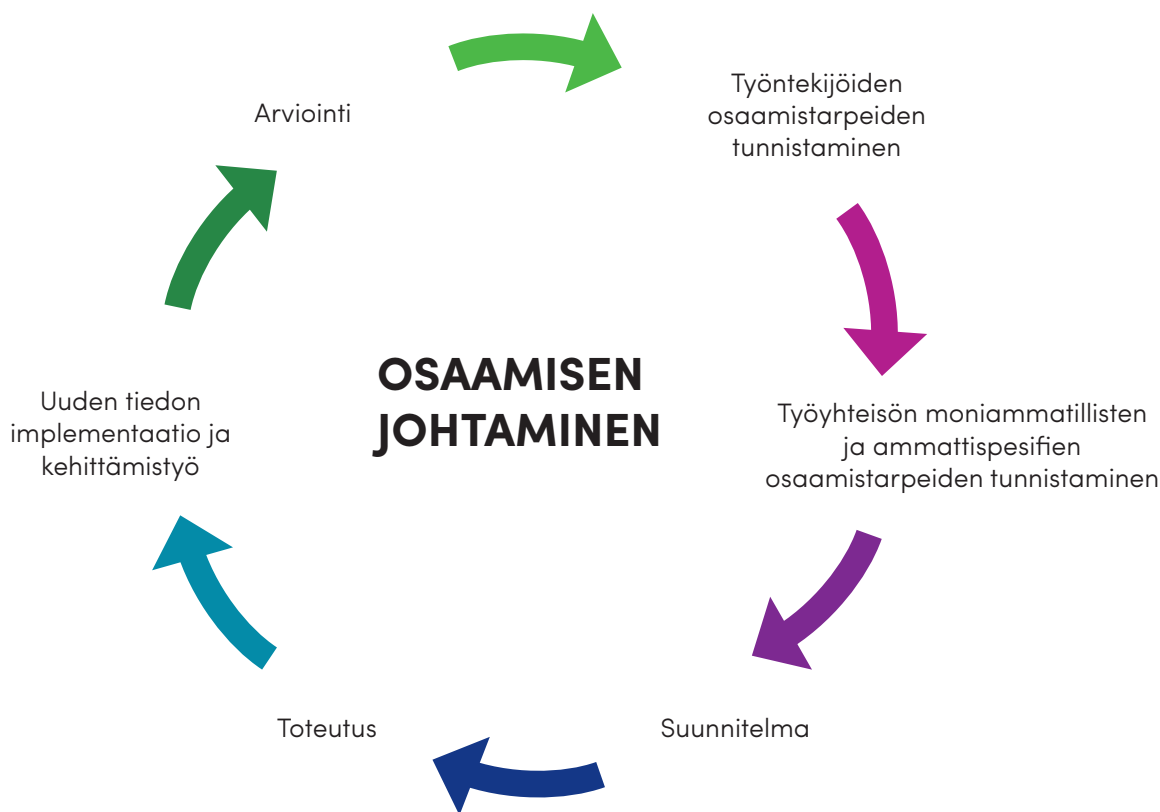 Arviointi
Työntekijöiden
osaamistarpeiden
tunnistaminen
OSAAMISEN
JOHTAMINEN
Työyhteisön moniammatillisten
ja ammattispesifien
osaamistarpeiden tunnistaminen
Uuden tiedon
implementaatio ja
kehittämistyö
Toteutus
Suunnitelma